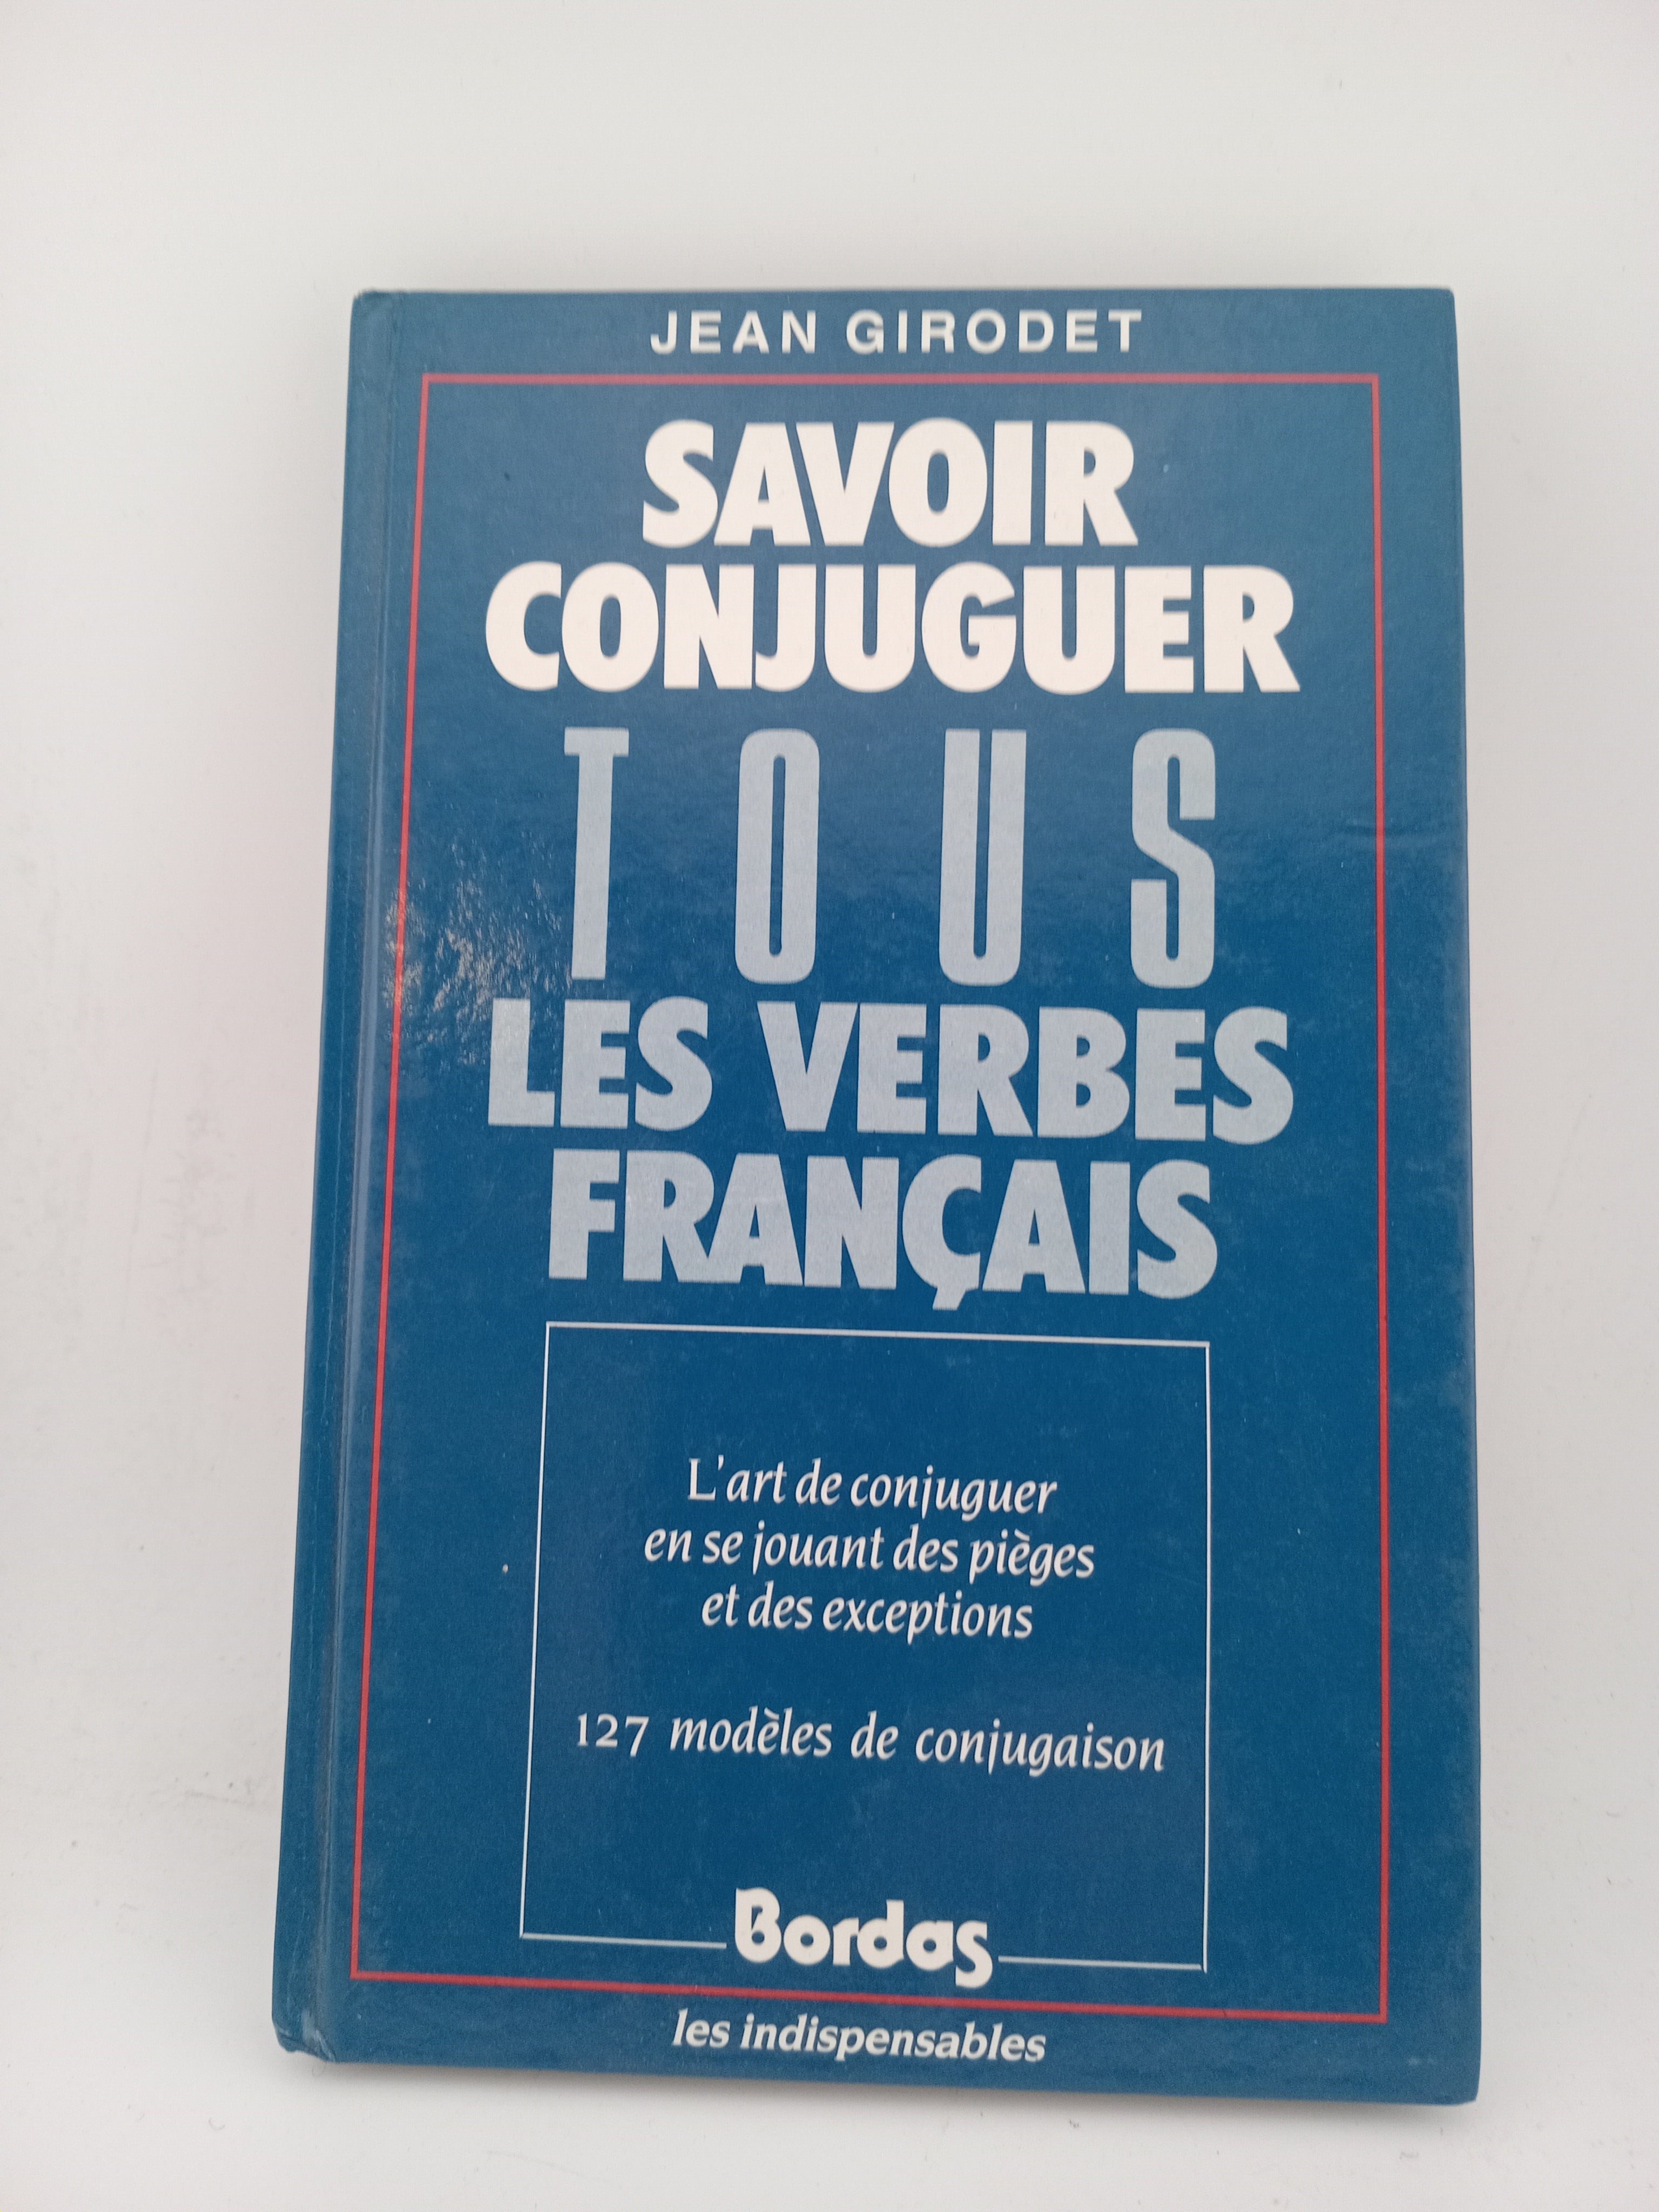 JEAN GIRODET
SAVOIR
CONJUGUER
TOUS
LES VERBES
FRANÇAIS
L'art de conjuguer
en se jouant des pièges
et des exceptions
127 modèles de conjugaison
Bordas
les indispensables